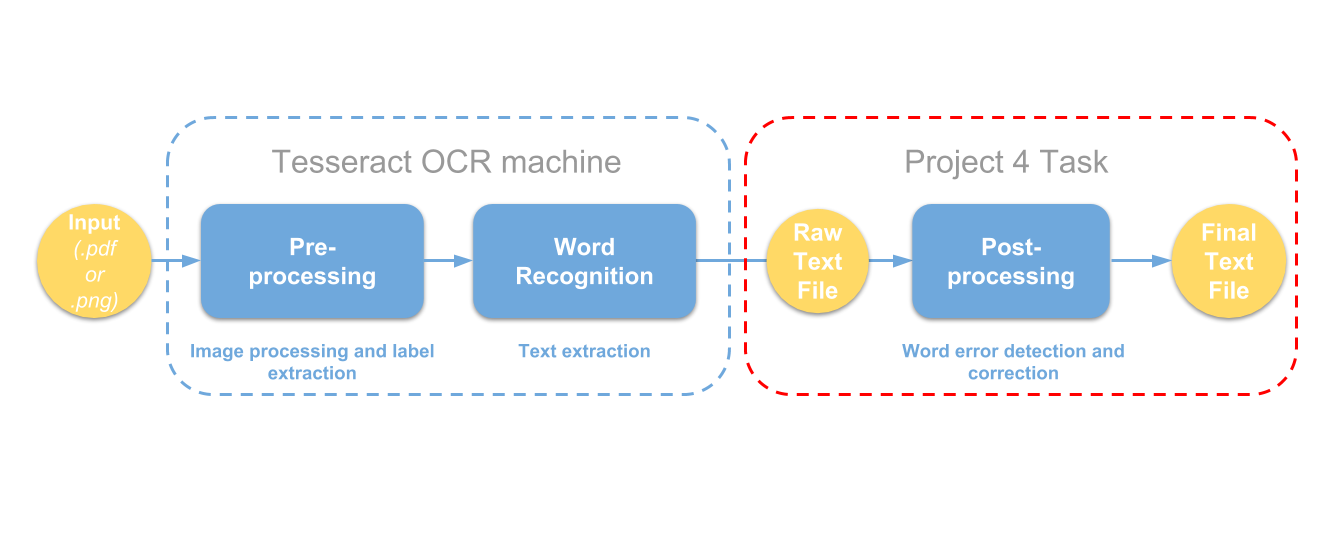 Tesseract OCR machine
Project 4 Task
Input
(.pdf
or
.png)
Pre-
processing
Word
Recognition
Raw
Text
File
Post-
processing
Final
Text
File
Image processing and label
extraction
Text extraction
Word error detection and
correction